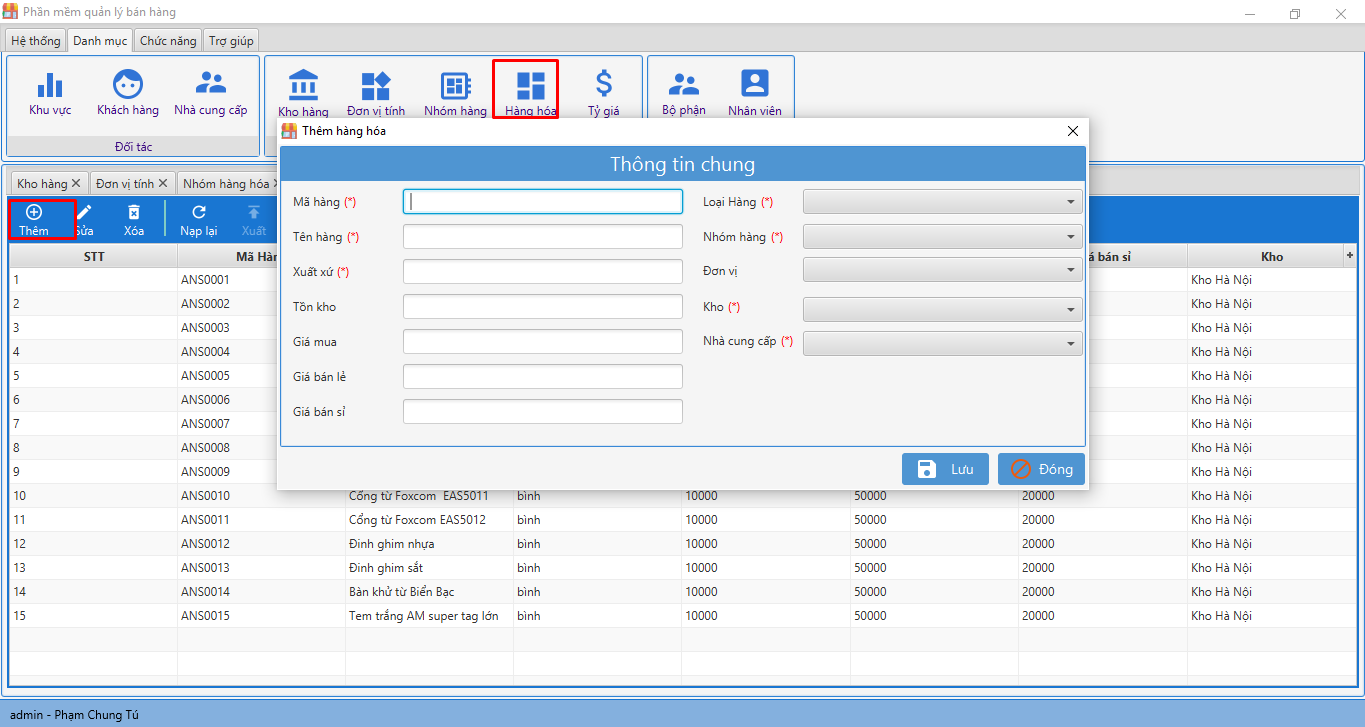 Phần mềm quản lý bán hàng
Hệ thống Danh mục Chức năng Trợ giúp
Khu vực Khách hàng Nhà cung cấp Kho hàng Đơn vị tính Nhóm hàng Hàng hóa Tỷ giá Bộ phận Nhân viên
Đối tác
Thêm hàng hóa
Thông tin chung
Mã hàng (*) Loại Hàng (*)
Tên hàng (*) Nhóm hàng (*)
Xuất xứ (*) Đơn vị
Tồn kho Kho (*)
Giá mua Nhà cung cấp (*)
Giá bán lẻ
Giá bán sỉ
Lưu Đóng
Kho hàng Đơn vị tính Nhóm hàng hóa
Thêm Sửa Xóa Nạp lại Xuất
STT Mã Hàn bán sỉ Kho +
1 ANS0001 Kho Hà Nội
2 ANS0002 Kho Hà Nội
3 ANS0003 Kho Hà Nội
4 ANS0004 Kho Hà Nội
5 ANS0005 Kho Hà Nội
6 ANS0006 Kho Hà Nội
7 ANS0007 Kho Hà Nội
8 ANS0008 Kho Hà Nội
9 ANS0009 Kho Hà Nội
10 ANS0010 Cổng từ Foxcom EAS5011 bình 10000 50000 20000 Kho Hà Nội
11 ANS0011 Cổng từ Foxcom EAS5012 bình 10000 50000 20000 Kho Hà Nội
12 ANS0012 Đinh ghim nhựa bình 10000 50000 20000 Kho Hà Nội
13 ANS0013 Đinh ghim sắt bình 10000 50000 20000 Kho Hà Nội
14 ANS0014 Bàn khử từ Biển Bạc bình 10000 50000 20000 Kho Hà Nội
15 ANS0015 Tem trắng AM super tag lớn bình 10000 50000 20000 Kho Hà Nội
admin - Phạm Chung Tú